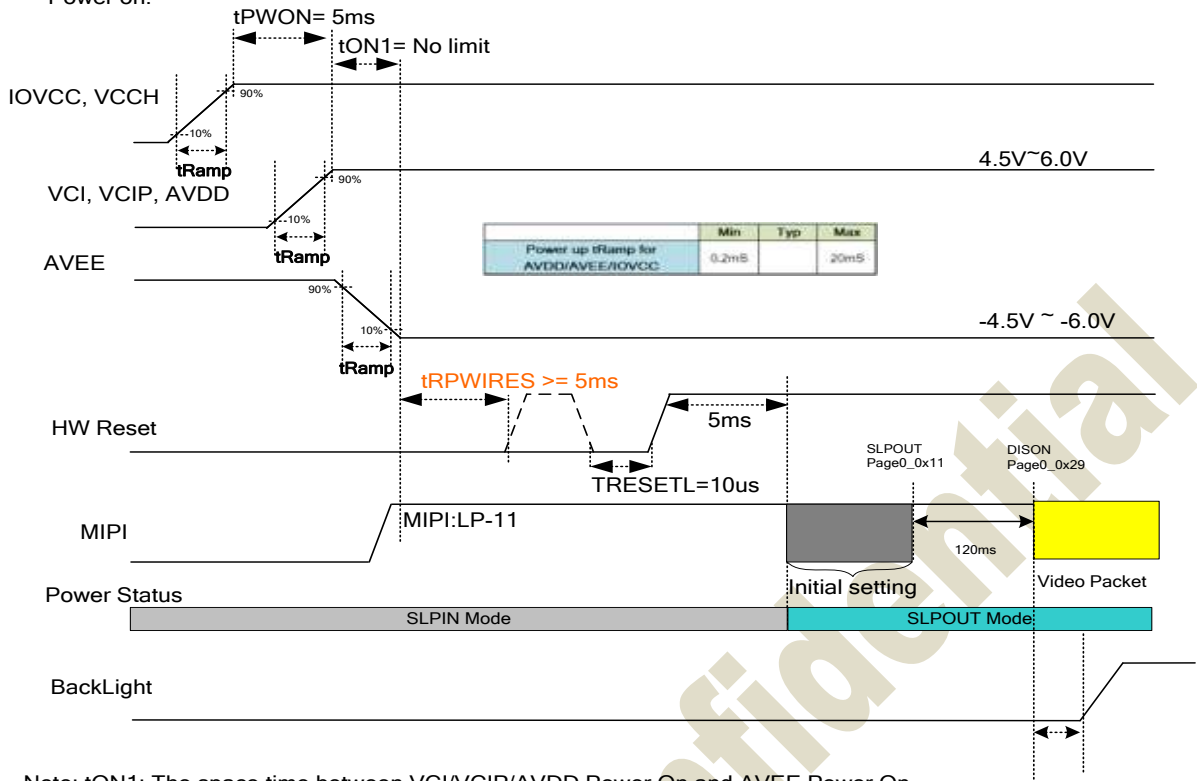 Power on:
tPWON= 5ms
tON1= No limit
IOVCC, VCCH
90%
10%
tRamp
4.5V~6.0V
VCI, VCIP, AVDD
90%
10%
tRamp
Min Typ Max
Power up tRamp for
AVDD/AVEE/IOVCC
0.2mS 20mS
AVEE
90%
10%
tRamp
-4.5V ~ -6.0V
tRPWIRES >= 5ms
HW Reset
5ms
TRESETL=10us
SLPOUT
Page0_0x11
DISON
Page0_0x29
MIPI
MIPI:LP-11
120ms
Initial setting
Video Packet
Power Status
SLPIN Mode
SLPOUT Mode
BackLight
Note: tON1: The space time between VCI/VCIP/AVDD Power On and AVEE Power On